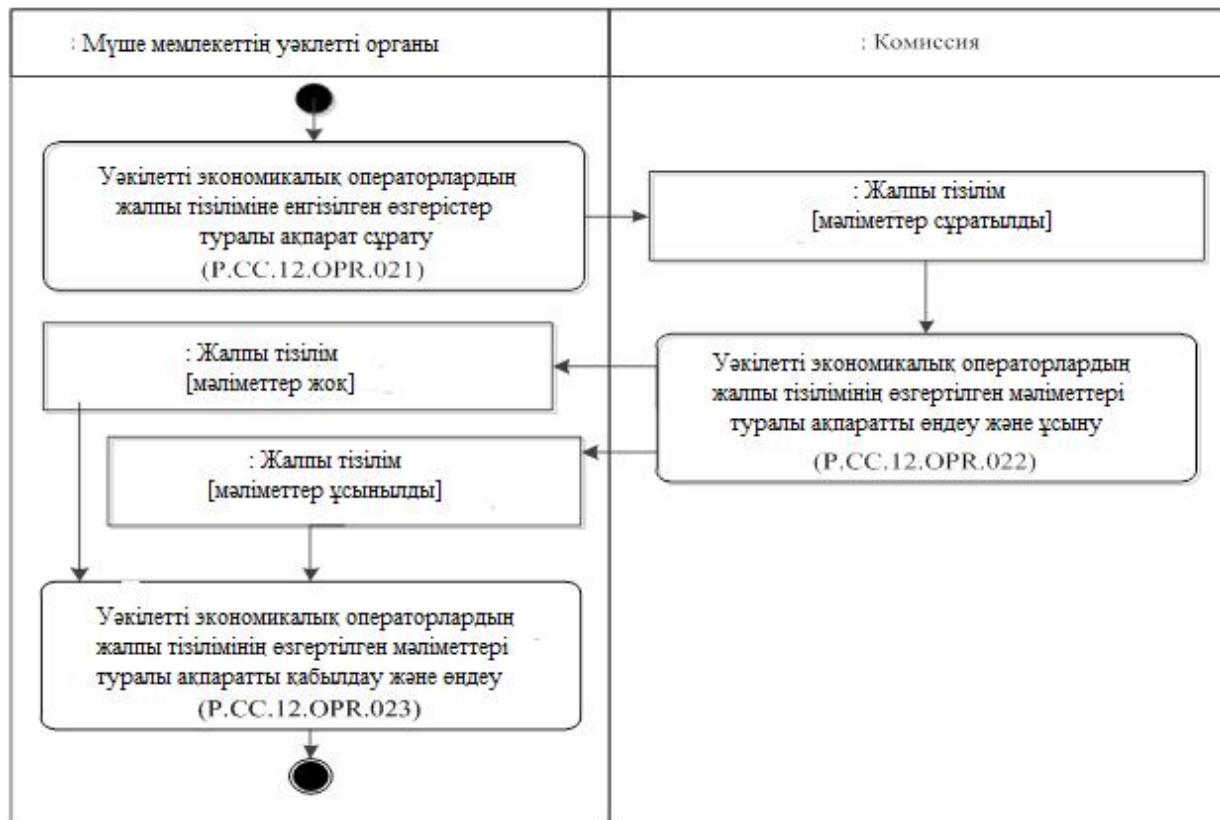 : Мүше мемлекеттің уәклетті органы
: Комиссия
Уәкілетті экономикалық операторлардың
жалпы тізіліміне енгізілген өзгерістер
туралы ақпарат сұрату
(P.CC.12.OPR.021)
: Жалпы тізілім
[мәліметтер сұратылды]
: Жалпы тізілім
[мәліметтер жоқ]
Уәкілетті экономикалық операторлардың
жалпы тізілімінің өзгертілген мәліметтері
туралы ақпаратты өндеу және ұсыну
(P.CC.12.OPR.022)
: Жалпы тізілім
[мәліметтер ұсынылды]
Уәкілетті экономикалық операторлардың
жалпы тізілімінің өзгертілген мәліметтері
туралы ақпаратты қабылдау және өндеу
(P.CC.12.OPR.023)